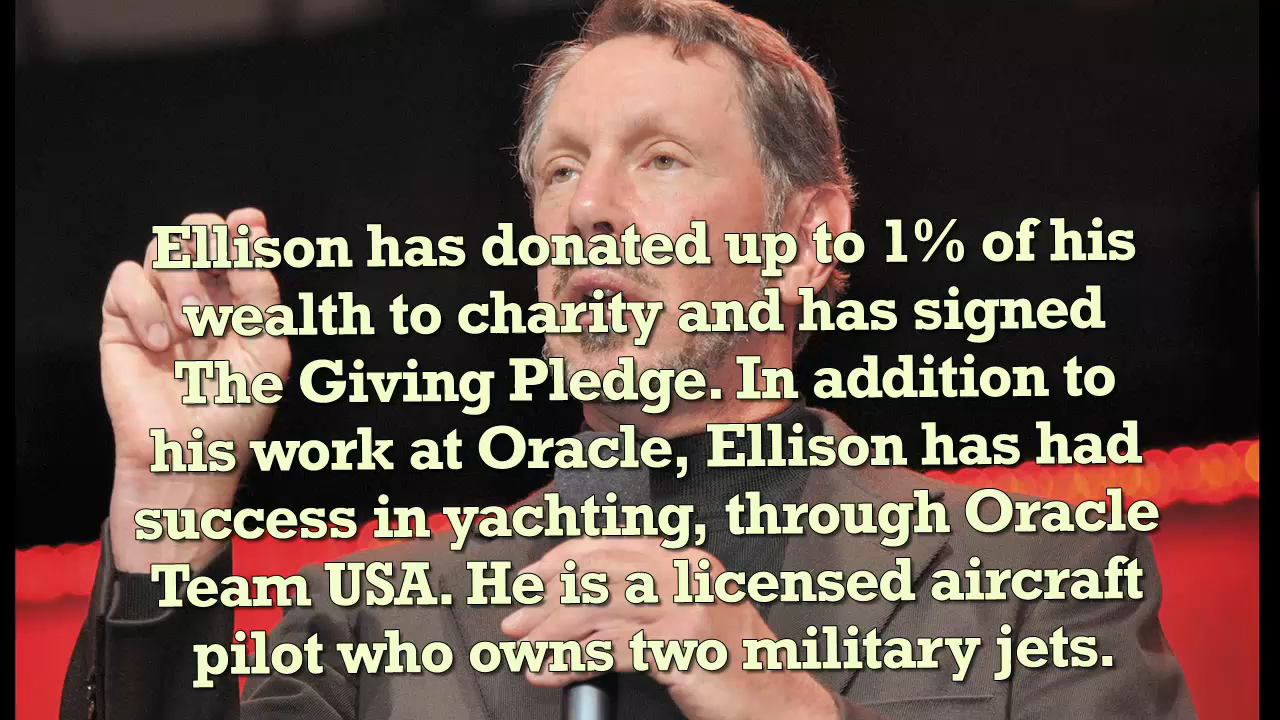 Ellison has donated up to 1% of his
wealth to charity and has signed
The Giving Pledge. In addition to
his work at Oracle, Ellison has had
success in yachting, through Oracle
Team USA. He is a licensed aircraft
pilot who owns two military jets.